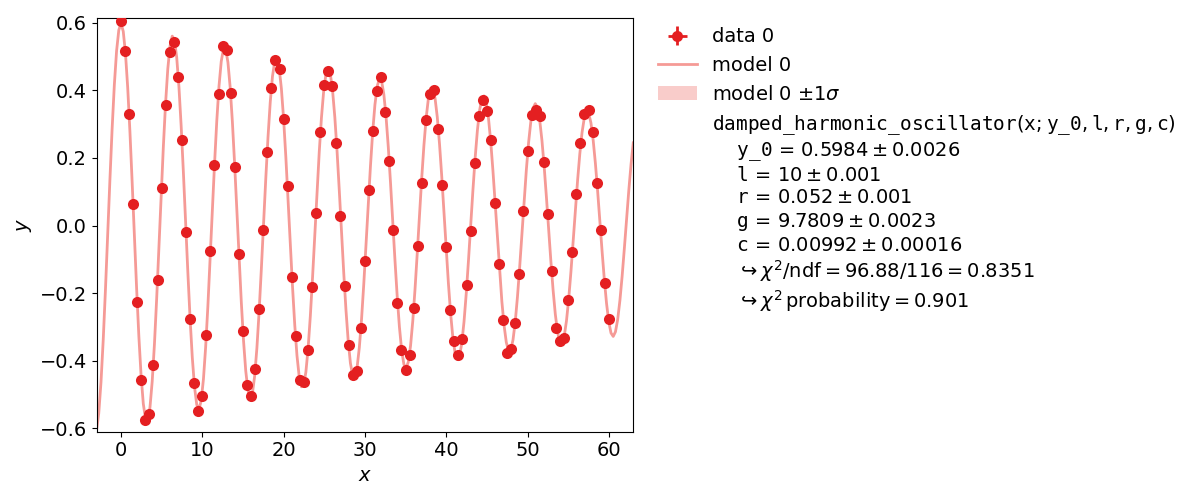 0.6
0.4
0.2
0.0
−0.2
−0.4
−0.6
y
0 10 20 30 40 50 60
x
data 0
model 0
model 0 ±1σ
damped_harmonic_oscillator(x; y_0, l, r, g, c)
y_0 = 0.5984 ± 0.0026
l = 10 ± 0.001
r = 0.052 ± 0.001
g = 9.7809 ± 0.0023
c = 0.00992 ± 0.00016
↪ χ²/ndf = 96.88/116 = 0.8351
↪ χ² probability = 0.901